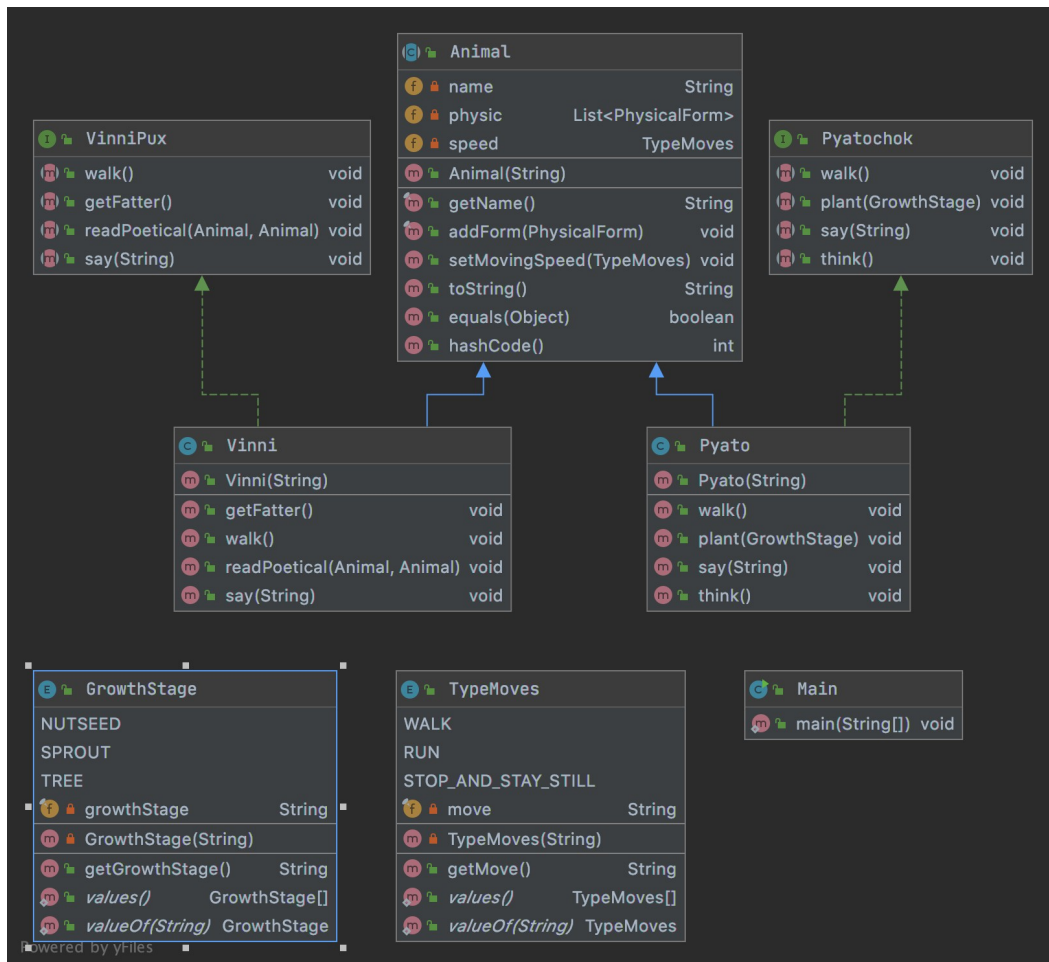 Animal
name String
physic List<PhysicalForm>
speed TypeMoves
Animal(String)
getName() String
addForm(PhysicalForm) void
setMovingSpeed(TypeMoves) void
toString() String
equals(Object) boolean
hashCode() int
VinniPux
walk() void
getFatter() void
readPoetical(Animal, Animal) void
say(String) void
Pyatochok
walk() void
plant(GrowthStage) void
say(String) void
think() void
Vinni
Vinni(String)
getFatter() void
walk() void
readPoetical(Animal, Animal) void
say(String) void
Pyato
Pyato(String)
walk() void
plant(GrowthStage) void
say(String) void
think() void
GrowthStage
NUTSEED
SPROUT
TREE
growthStage String
GrowthStage(String)
getGrowthStage() String
values() GrowthStage[]
valueOf(String) GrowthStage
TypeMoves
WALK
RUN
STOP_AND_STAY_STILL
move String
TypeMoves(String)
getMove() String
values() TypeMoves[]
valueOf(String) TypeMoves
Main
main(String[]) void
Powered by yFiles